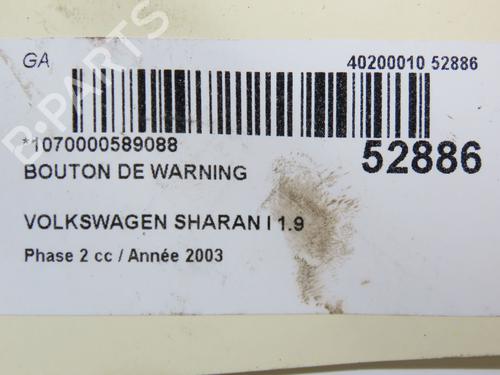 GA
40200010 52886
*1070000589088
52886
BOUTON DE WARNING
VOLKSWAGEN SHARAN I 1.9
Phase 2 cc / Année 2003
B-PARTS